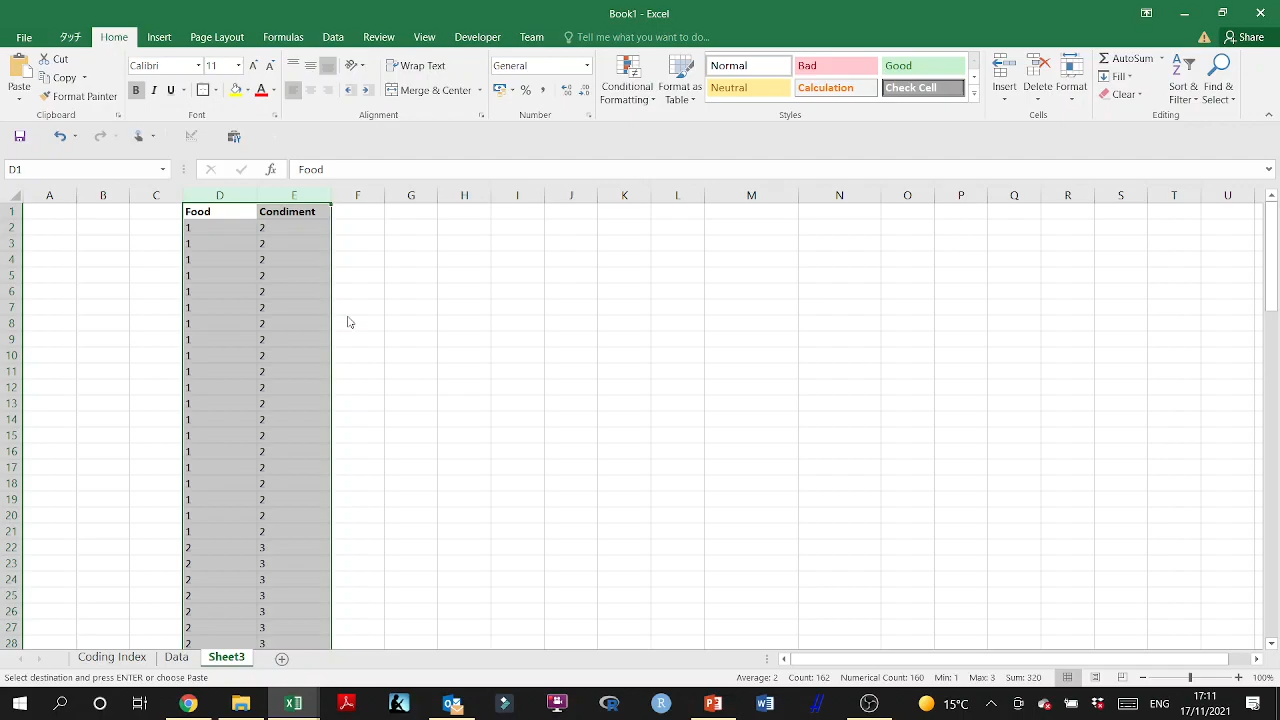 Book1 - Excel
File タッチ Home Insert Page Layout Formulas Data Review View Developer Team Tell me what you want to do... Share
Paste Cut Copy Format Painter Clipboard
Calibri 11 A A B I U A Font
Wrap Text Merge & Center Alignment
General % , Number
Conditional Formatting Format as Table
Normal Bad Good
Neutral Calculation Check Cell
Styles
Insert Delete Format Cells
AutoSum Fill Clear Sort & Filter Find & Select Editing
D1 fx Food
A B C D E F G H I J K L M N O P Q R S T U
1 Food Condiment
2 1 2
3 1 2
4 1 2
5 1 2
6 1 2
7 1 2
8 1 2
9 1 2
10 1 2
11 1 2
12 1 2
13 1 2
14 1 2
15 1 2
16 1 2
17 1 2
18 1 2
19 1 2
20 1 2
21 1 2
22 2 3
23 2 3
24 2 3
25 2 3
26 2 3
27 2 3
28 2 3
Coding Index Data Sheet3
Select destination and press ENTER or choose Paste Average: 2 Count: 162 Numerical Count: 160 Min: 1 Max: 3 Sum: 320 100%
15°C ENG 17:11
17/11/2021